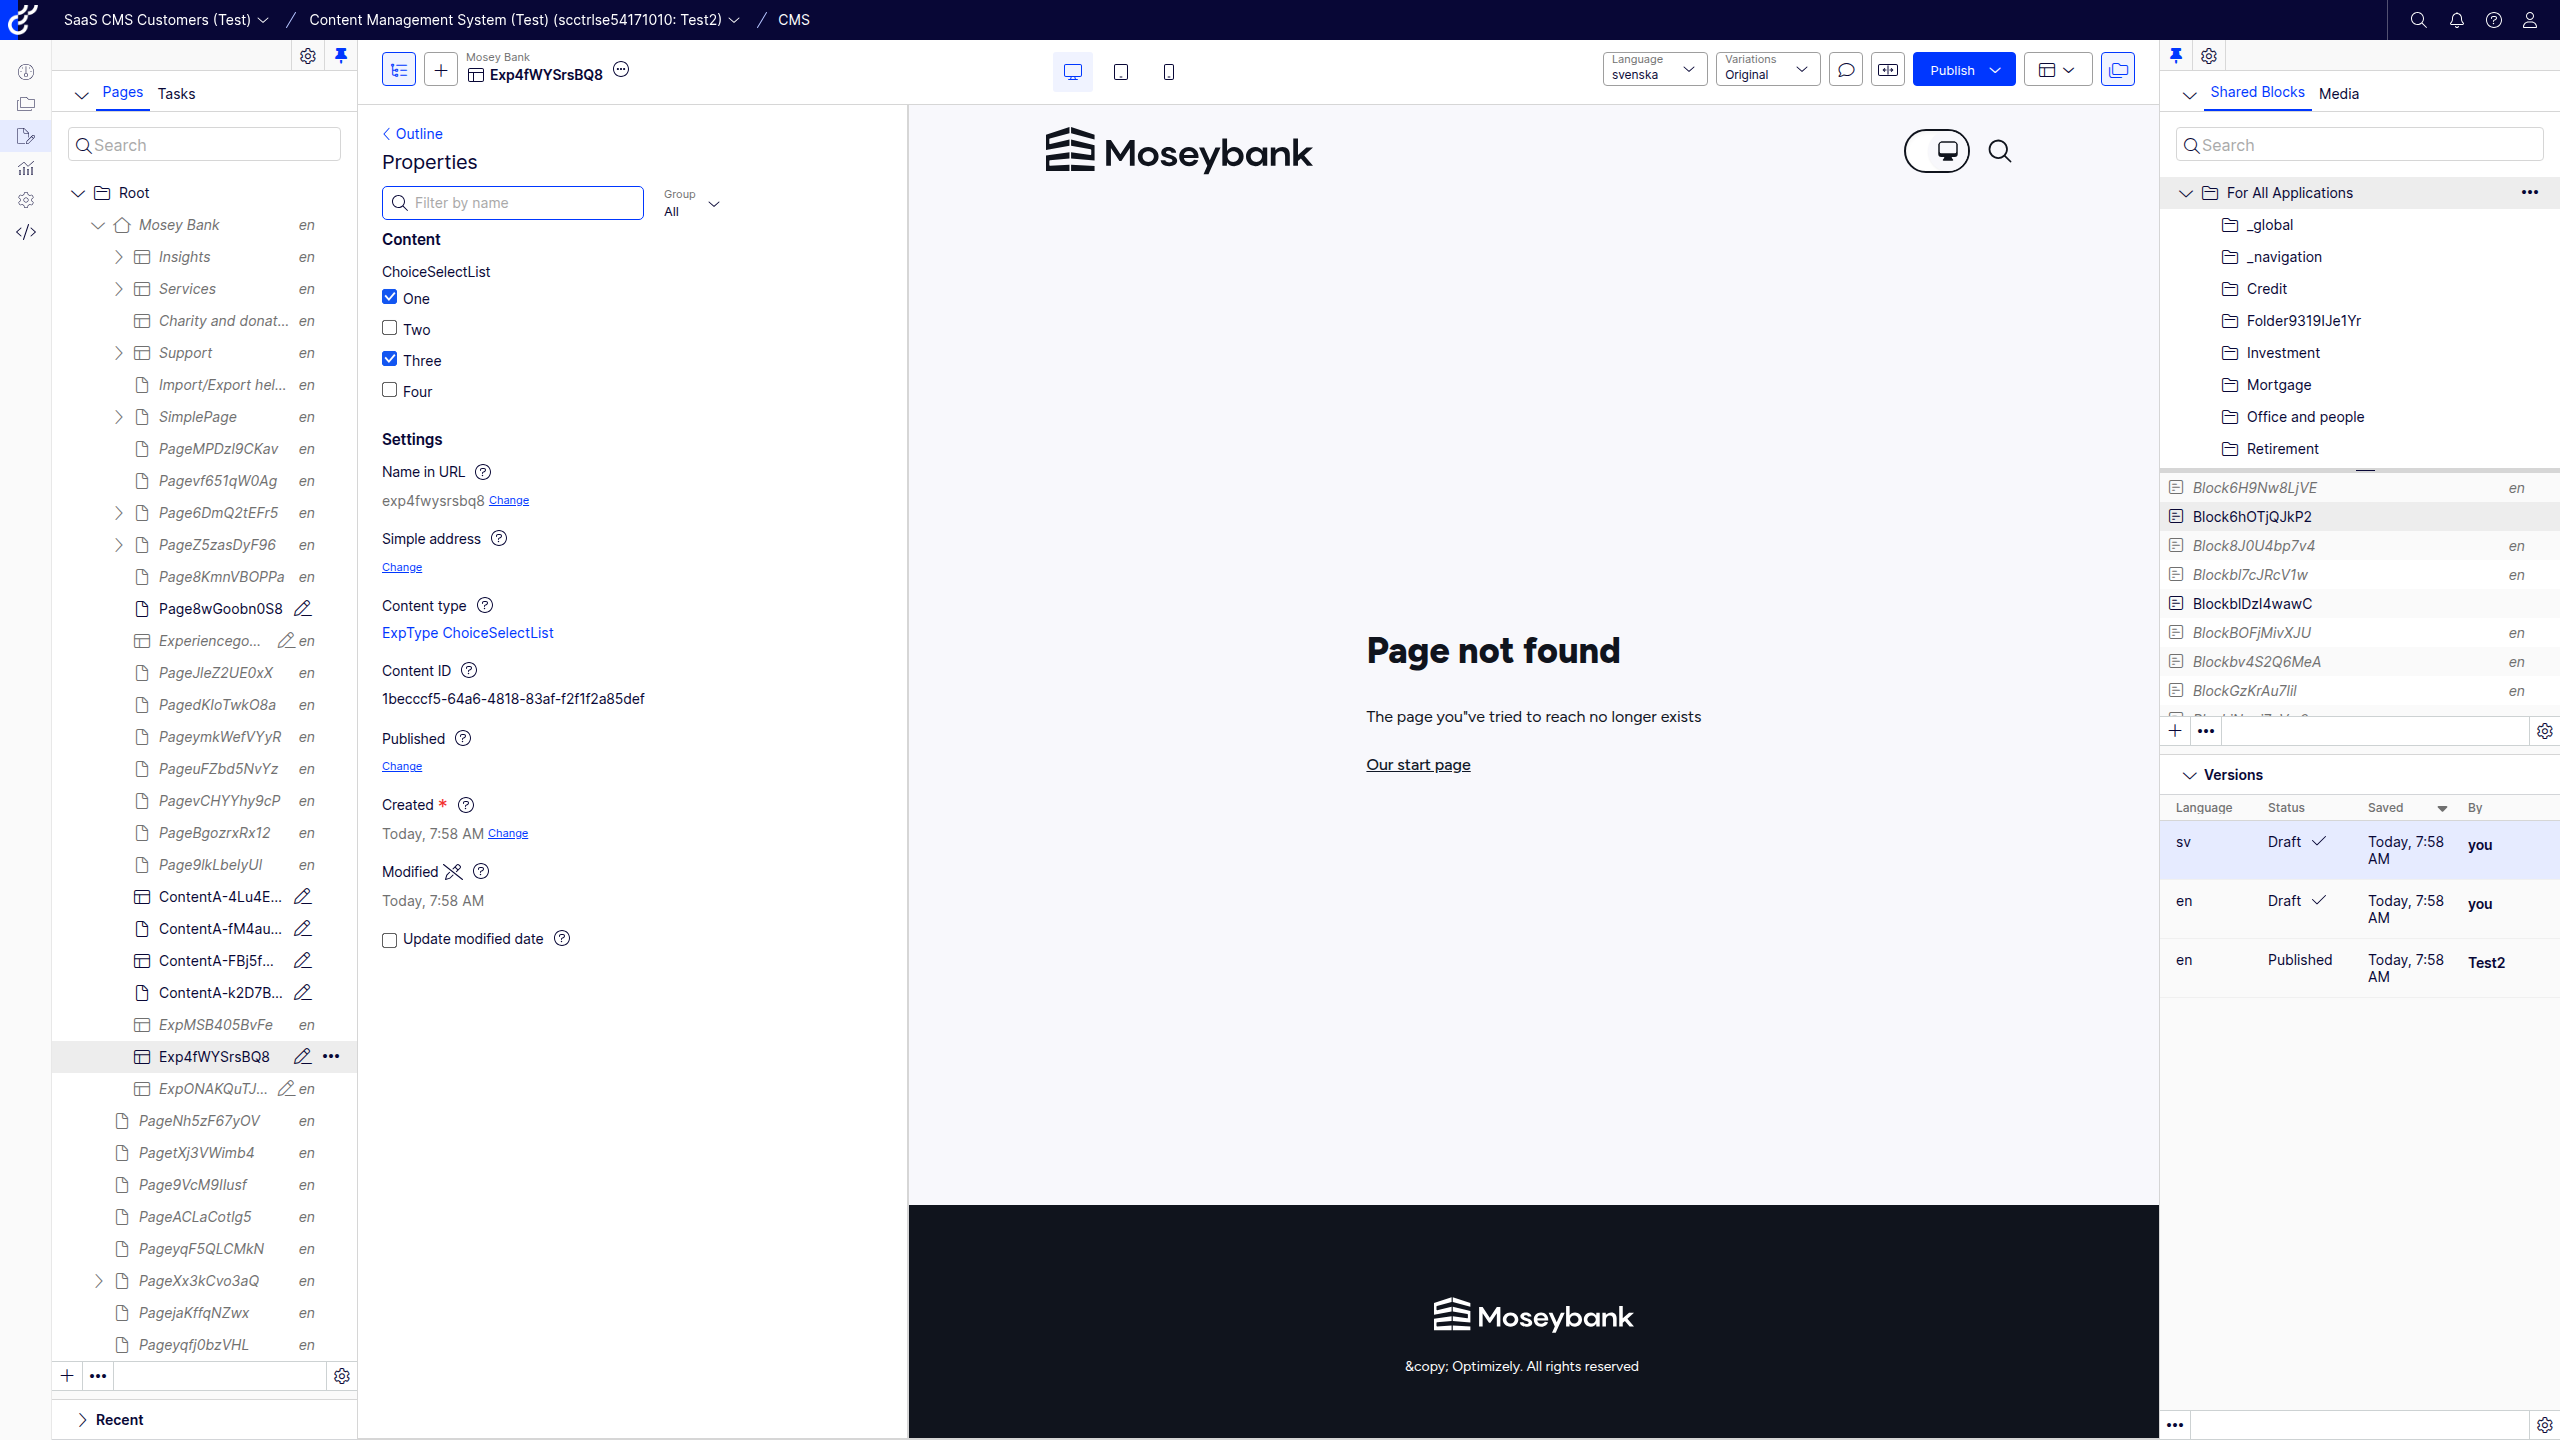 SaaS CMS Customers (Test) / Content Management System (Test) (scctrlse54171010: Test2) / CMS
Pages Tasks
Search
Root
Mosey Bank en
Insights en
Services en
Charity and donat... en
Support en
Import/Export hel... en
SimplePage en
PageMPDzl9CKav en
Pagevf651qW0Ag en
Page6DmQ2tEFr5 en
PageZ5zasDyF96 en
Page8KmnVBOPPa en
Page8wGoobn0S8
Experiencego... en
PageJleZ2UE0xX en
PagedKloTwkO8a en
PageymkWefVYyR en
PageuFZbd5NvYz en
PagevCHYYhy9cP en
PageBgozrxRx12 en
Page9lkLbelyUl en
ContentA-4Lu4E...
ContentA-fM4au...
ContentA-FBj5f...
ContentA-k2D7B...
ExpMSB405BvFe en
Exp4fWYSrsBQ8
ExpONAKQuTJ... en
PageNh5zF67yOV en
PagetXj3VWimb4 en
Page9VcM9llusf en
PageACLaCotlg5 en
PageyqF5QLCMkN en
PageXx3kCvo3aQ en
PagejaKffqNZwx en
Pageyqfj0bzVHL en
Recent
Mosey Bank
Exp4fWYSrsBQ8
Language
svenska
Variations
Original
Publish
Outline
Properties
Filter by name
Group
All
Content
ChoiceSelectList
One
Two
Three
Four
Settings
Name in URL
exp4fwysrsbq8 Change
Simple address
Change
Content type
ExpType ChoiceSelectList
Content ID
1becccf5-64a6-4818-83af-f2f1f2a85def
Published
Change
Created *
Today, 7:58 AM Change
Modified
Today, 7:58 AM
Update modified date
Moseybank
Page not found
The page you"ve tried to reach no longer exists
Our start page
Moseybank
&copy; Optimizely. All rights reserved
Shared Blocks Media
Search
For All Applications
_global
_navigation
Credit
Folder9319IJe1Yr
Investment
Mortgage
Office and people
Retirement
Block6H9Nw8LjVE en
Block6hOTjQJkP2
Block8J0U4bp7v4 en
Blockbl7cJRcV1w en
BlockblDzl4wawC
BlockBOFjMivXJU en
Blockbv4S2Q6MeA en
BlockGzKrAu7lil en
Versions
Language Status Saved By
sv Draft Today, 7:58 AM you
en Draft Today, 7:58 AM you
en Published Today, 7:58 AM Test2